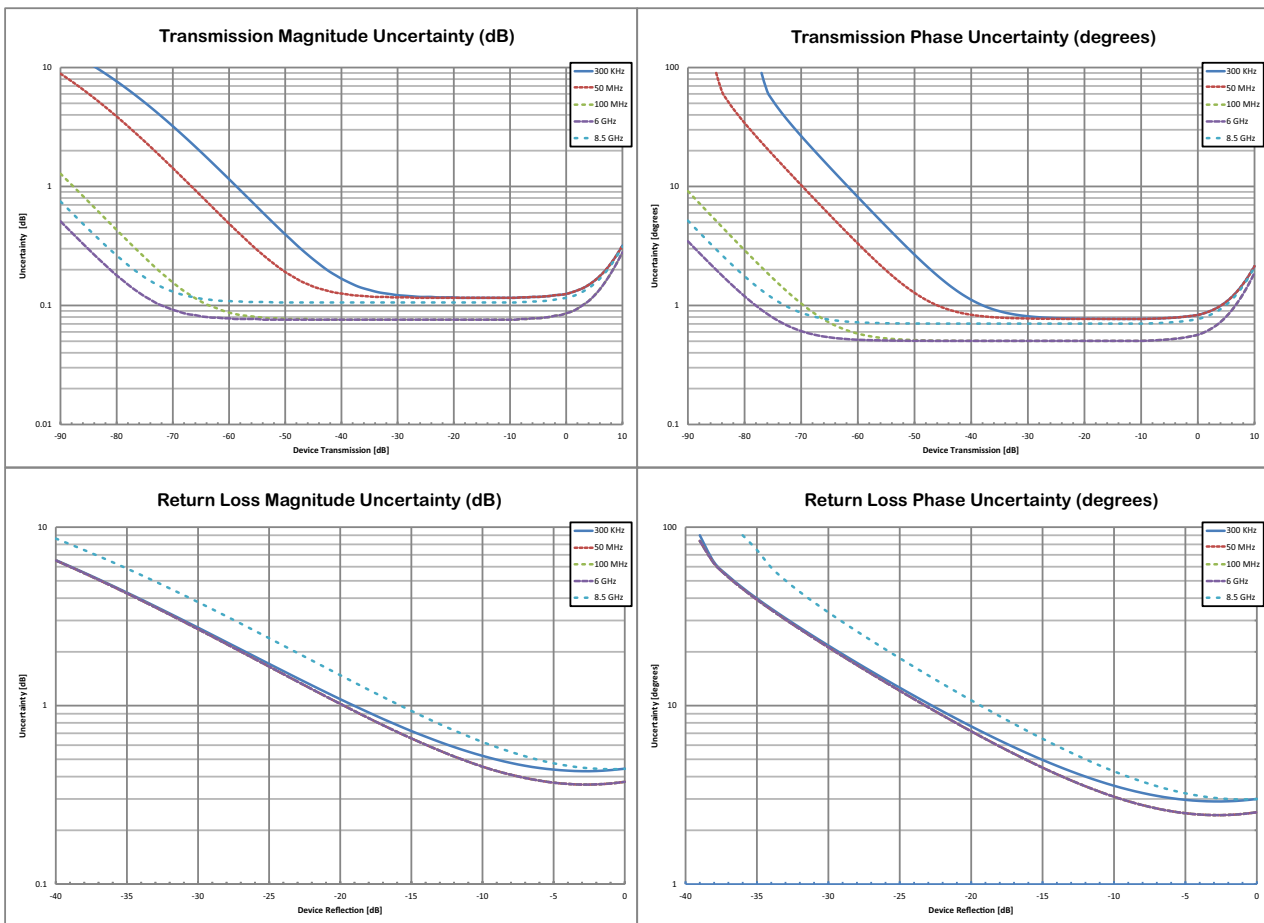 Transmission Magnitude Uncertainty (dB)
10
1
0.1
0.01
Uncertainty [dB]
-90 -80 -70 -60 -50 -40 -30 -20 -10 0 10
Device Transmission [dB]
300 KHz
50 MHz
100 MHz
6 GHz
8.5 GHz
Transmission Phase Uncertainty (degrees)
100
10
1
0.1
Uncertainty [degrees]
-90 -80 -70 -60 -50 -40 -30 -20 -10 0 10
Device Transmission [dB]
300 KHz
50 MHz
100 MHz
6 GHz
8.5 GHz
Return Loss Magnitude Uncertainty (dB)
10
1
0.1
Uncertainty [dB]
-40 -35 -30 -25 -20 -15 -10 -5 0
Device Reflection [dB]
300 KHz
50 MHz
100 MHz
6 GHz
8.5 GHz
Return Loss Phase Uncertainty (degrees)
100
10
1
Uncertainty [degrees]
-40 -35 -30 -25 -20 -15 -10 -5 0
Device Reflection [dB]
300 KHz
50 MHz
100 MHz
6 GHz
8.5 GHz